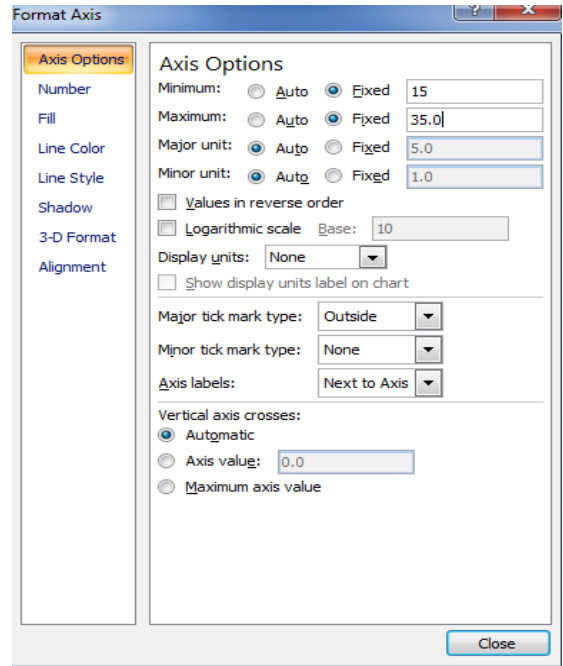 Format Axis
?
Axis Options
Number
Fill
Line Color
Line Style
Shadow
3-D Format
Alignment
Axis Options
Minimum: Auto Fixed 15
Maximum: Auto Fixed 35.0
Major unit: Auto Fixed 5.0
Minor unit: Auto Fixed 1.0
Values in reverse order
Logarithmic scale Base: 10
Display units: None
Show display units label on chart
Major tick mark type: Outside
Minor tick mark type: None
Axis labels: Next to Axis
Vertical axis crosses:
Automatic
Axis value: 0.0
Maximum axis value
Close